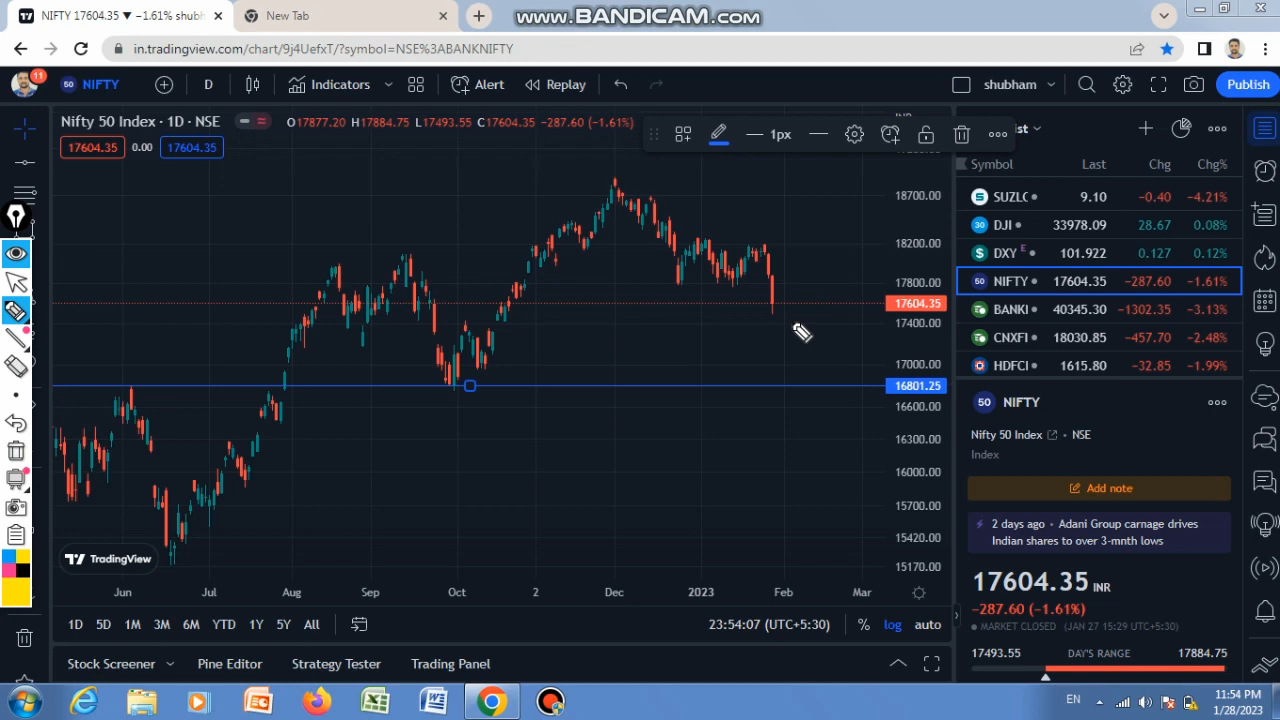 NIFTY 17604.35 ▼ −1.61% shubh
New Tab
www.BANDICAM.com
in.tradingview.com/chart/9j4UefxT/?symbol=NSE%3ABANKNIFTY
11
50 NIFTY
D
Indicators
Alert
Replay
shubham
Publish
Nifty 50 Index · 1D · NSE
O17877.20 H17884.75 L17493.55 C17604.35 −287.60 (−1.61%)
17604.35 0.00 17604.35
1px
Symbol Last Chg Chg%
S SUZLC 9.10 −0.40 −4.21%
30 DJI 33978.09 28.67 0.08%
$ DXY E 101.922 0.127 0.12%
50 NIFTY 17604.35 −287.60 −1.61%
BANKI 40345.30 −1302.35 −3.13%
CNXFI 18030.85 −457.70 −2.48%
HDFCI 1615.80 −32.85 −1.99%
18700.00
18200.00
17800.00
17604.35
17400.00
17000.00
16801.25
16600.00
16300.00
16000.00
15700.00
15420.00
15170.00
50 NIFTY
Nifty 50 Index · NSE
Index
Add note
2 days ago · Adani Group carnage drives
Indian shares to over 3-mnth lows
17604.35 INR
−287.60 (−1.61%)
MARKET CLOSED (JAN 27 15:29 UTC+5:30)
17493.55 DAY'S RANGE 17884.75
TradingView
Jun Jul Aug Sep Oct 2 Dec 2023 Feb Mar
1D 5D 1M 3M 6M YTD 1Y 5Y All
23:54:07 (UTC+5:30) % log auto
Stock Screener Pine Editor Strategy Tester Trading Panel
EN
11:54 PM
1/28/2023